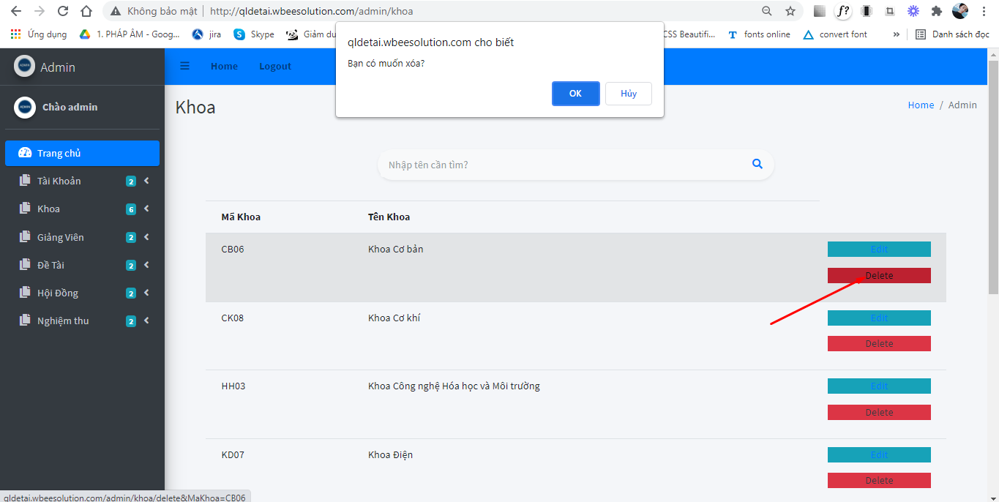 Không bảo mật http://qldetai.wbeesolution.com/admin/khoa f?
Ứng dụng 1. PHÁP ÂM - Goog... jira Skype Giảm du CSS Beautifi... T fonts online convert font » Danh sách đọc
qldetai.wbeesolution.com cho biết
Bạn có muốn xóa?
OK Hủy
Admin
Home Logout
ADMIN Chào admin
Khoa
Home / Admin
Trang chủ
Tài Khoản 2
Khoa 6
Giảng Viên 2
Đề Tài 2
Hội Đồng 2
Nghiệm thu 2
Nhập tên cần tìm?
Mã Khoa Tên Khoa
CB06 Khoa Cơ bản Edit
Delete
CK08 Khoa Cơ khí Edit
Delete
HH03 Khoa Công nghệ Hóa học và Môi trường Edit
Delete
KD07 Khoa Điện Edit
Delete
qldetai.wbeesolution.com/admin/khoa/delete&MaKhoa=CB06